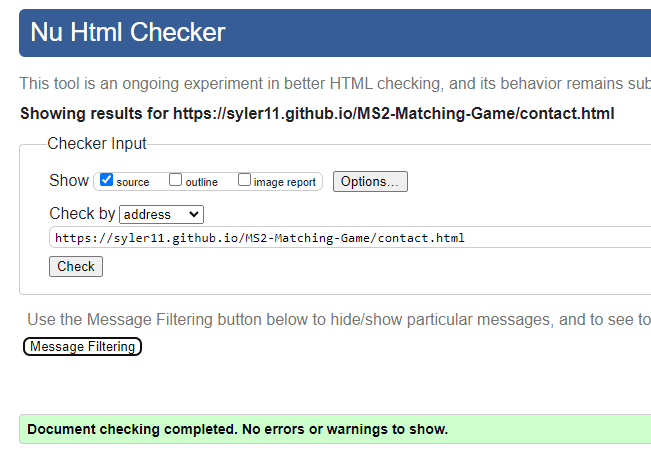 Nu Html Checker
This tool is an ongoing experiment in better HTML checking, and its behavior remains sub
Showing results for https://syler11.github.io/MS2-Matching-Game/contact.html
Checker Input
Show source outline image report Options...
Check by address
https://syler11.github.io/MS2-Matching-Game/contact.html
Check
Use the Message Filtering button below to hide/show particular messages, and to see to
Message Filtering
Document checking completed. No errors or warnings to show.